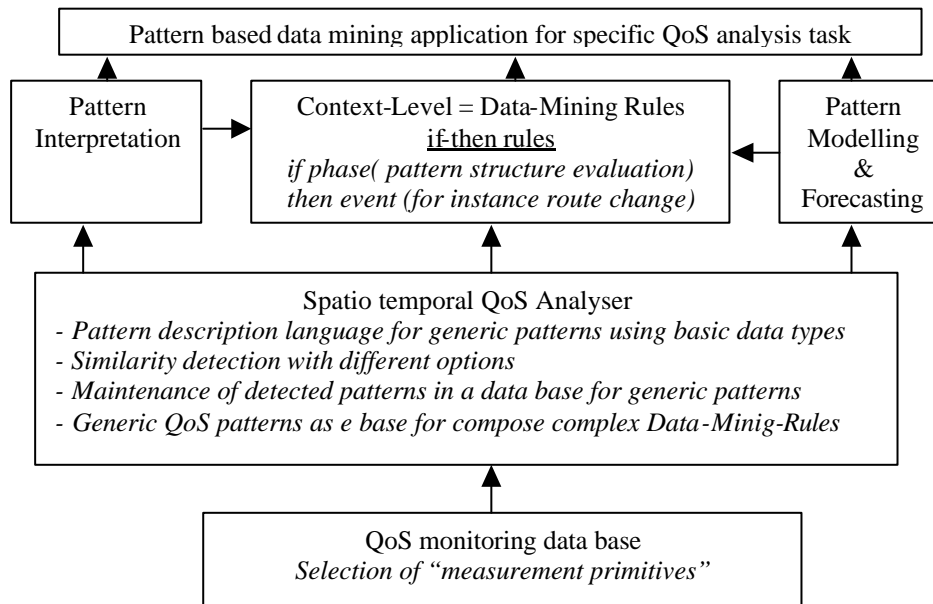 Pattern based data mining application for specific QoS analysis task
Pattern
Interpretation
Context-Level = Data-Mining Rules
if-then rules
if phase( pattern structure evaluation)
then event (for instance route change)
Pattern
Modelling
&
Forecasting
Spatio temporal QoS Analyser
- Pattern description language for generic patterns using basic data types
- Similarity detection with different options
- Maintenance of detected patterns in a data base for generic patterns
- Generic QoS patterns as e base for compose complex Data-Minig-Rules
QoS monitoring data base
Selection of “measurement primitives”